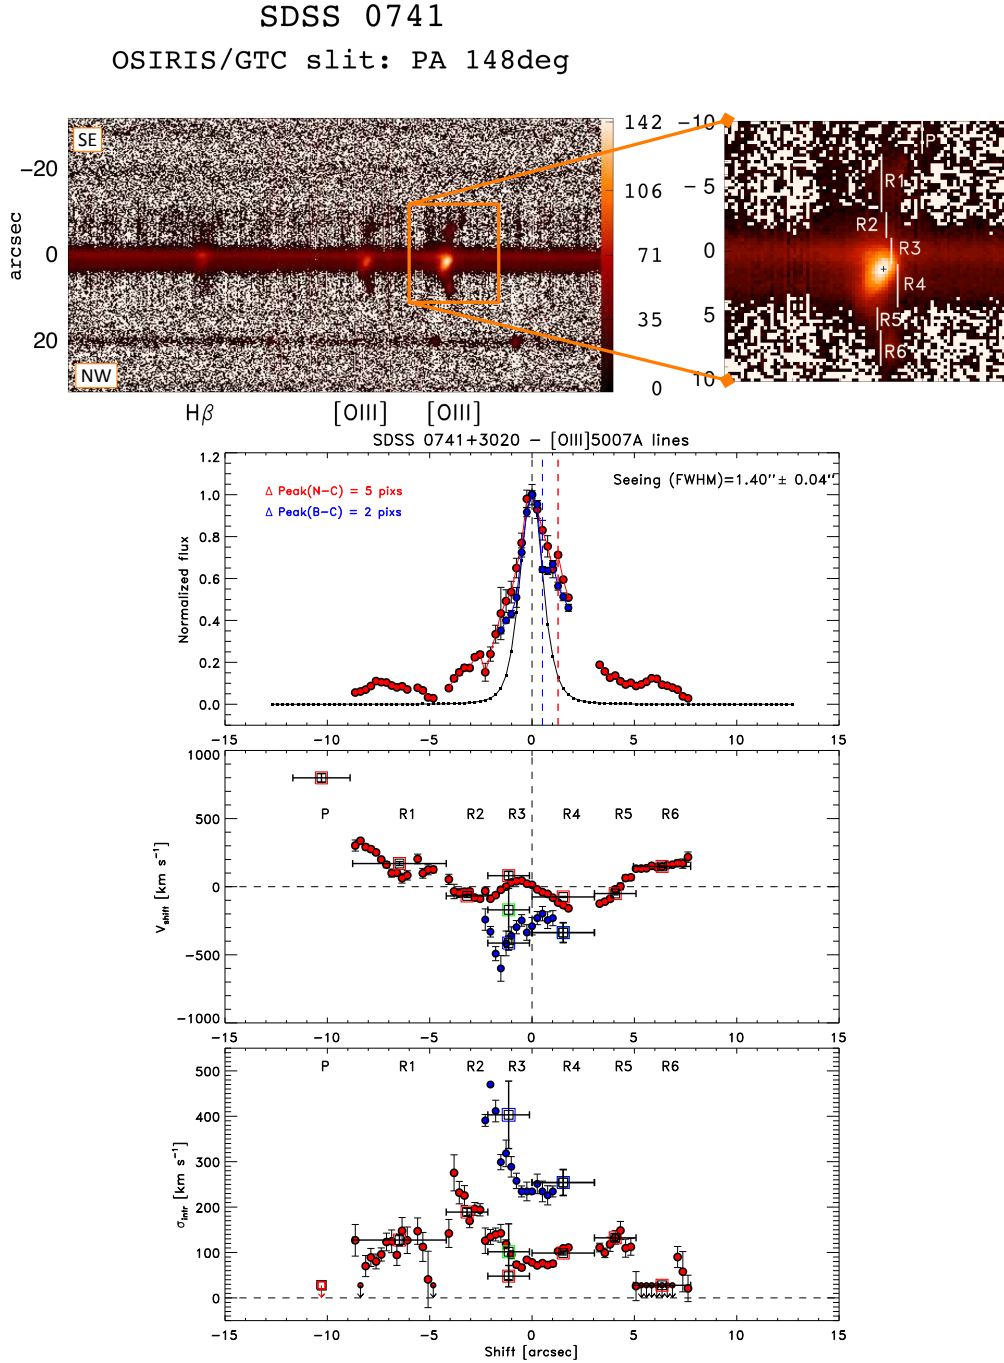 SDSS 0741
OSIRIS/GTC slit: PA 148deg
SE
NW
arcsec
−20
0
20
142
106
71
35
0
−10
−5
0
5
10
P
R1
R2
R3
R4
R5
R6
Hβ
[OIII]
[OIII]
SDSS 0741+3020 − [OIII]5007A lines
Δ Peak(N−C) = 5 pixs
Δ Peak(B−C) = 2 pixs
Seeing (FWHM)=1.40''± 0.04''
Normalized flux
1.2
1.0
0.8
0.6
0.4
0.2
0.0
−15 −10 −5 0 5 10 15
Vshift [km s−1]
1000
500
0
−500
−1000
P R1 R2 R3 R4 R5 R6
−15 −10 −5 0 5 10 15
σintr [km s−1]
500
400
300
200
100
0
P R1 R2 R3 R4 R5 R6
−15 −10 −5 0 5 10 15
Shift [arcsec]